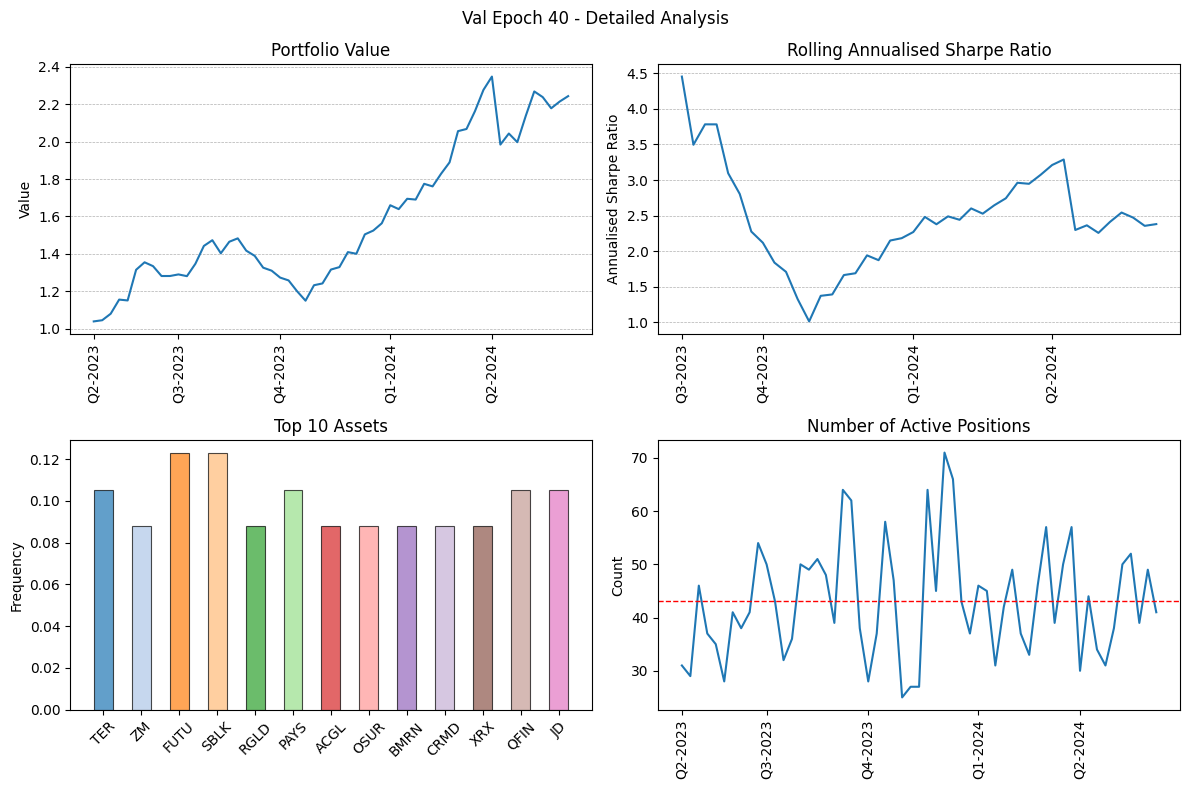 Val Epoch 40 - Detailed Analysis
Portfolio Value
Value
2.4
2.2
2.0
1.8
1.6
1.4
1.2
1.0
Q2-2023
Q3-2023
Q4-2023
Q1-2024
Q2-2024
Rolling Annualised Sharpe Ratio
Annualised Sharpe Ratio
4.5
4.0
3.5
3.0
2.5
2.0
1.5
1.0
Q3-2023
Q4-2023
Q1-2024
Q2-2024
Top 10 Assets
Frequency
0.12
0.10
0.08
0.06
0.04
0.02
0.00
TER
ZM
FUTU
SBLK
RGLD
PAYS
ACGL
OSUR
BMRN
CRMD
XRX
QFIN
JD
Number of Active Positions
Count
70
60
50
40
30
Q2-2023
Q3-2023
Q4-2023
Q1-2024
Q2-2024